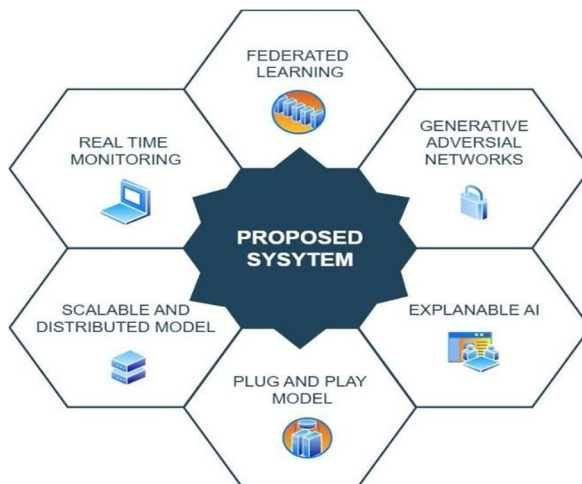 FEDERATED
LEARNING
REAL TIME
MONITORING
GENERATIVE
ADVERSIAL
NETWORKS
PROPOSED
SYSYTEM
SCALABLE AND
DISTRIBUTED MODEL
EXPLANABLE AI
PLUG AND PLAY
MODEL